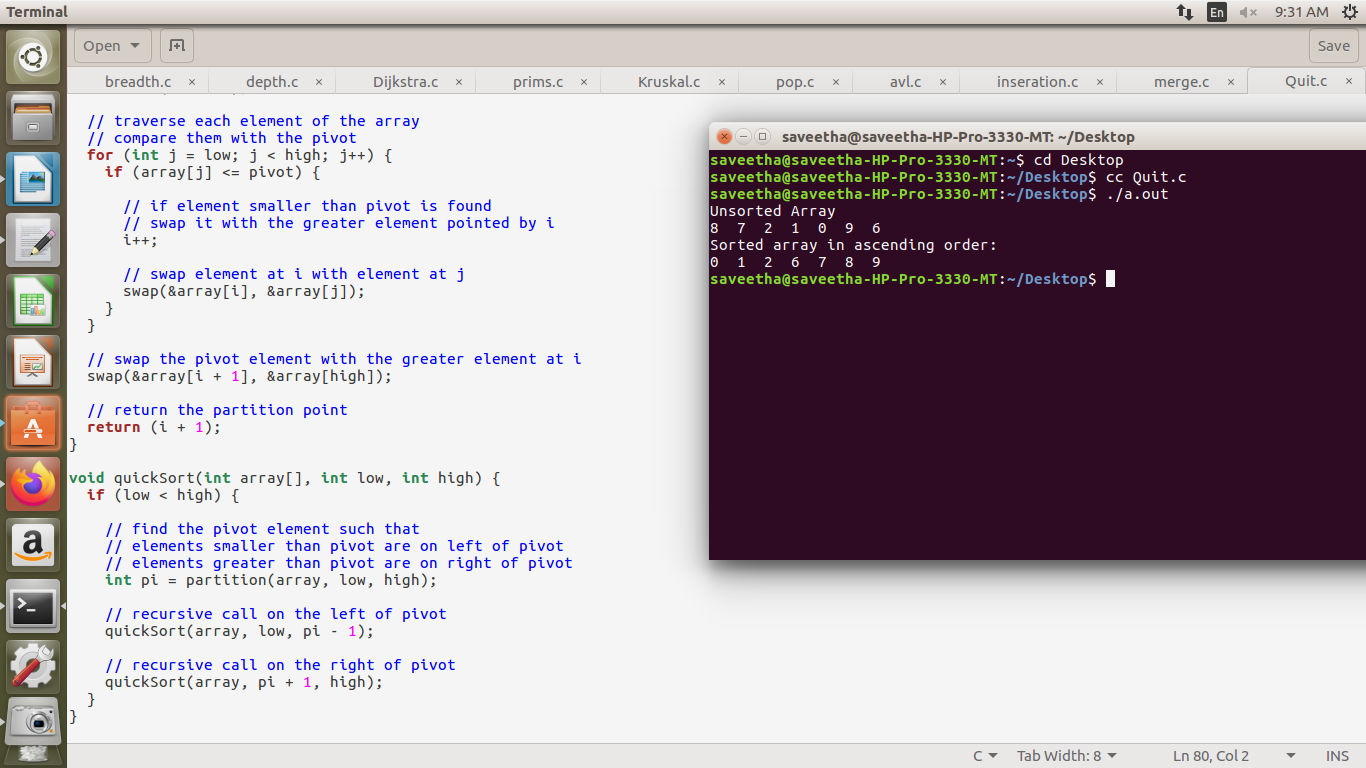 Terminal
En
9:31 AM
Open
Save
breadth.c ×
depth.c ×
Dijkstra.c ×
prims.c ×
Kruskal.c ×
pop.c ×
avl.c ×
inseration.c ×
merge.c ×
Quit.c ×
// traverse each element of the array
// compare them with the pivot
for (int j = low; j < high; j++) {
if (array[j] <= pivot) {
// if element smaller than pivot is found
// swap it with the greater element pointed by i
i++;
// swap element at i with element at j
swap(&array[i], &array[j]);
}
}
// swap the pivot element with the greater element at i
swap(&array[i + 1], &array[high]);
// return the partition point
return (i + 1);
}
void quickSort(int array[], int low, int high) {
if (low < high) {
// find the pivot element such that
// elements smaller than pivot are on left of pivot
// elements greater than pivot are on right of pivot
int pi = partition(array, low, high);
// recursive call on the left of pivot
quickSort(array, low, pi - 1);
// recursive call on the right of pivot
quickSort(array, pi + 1, high);
}
}
saveetha@saveetha-HP-Pro-3330-MT: ~/Desktop
saveetha@saveetha-HP-Pro-3330-MT:~$ cd Desktop
saveetha@saveetha-HP-Pro-3330-MT:~/Desktop$ cc Quit.c
saveetha@saveetha-HP-Pro-3330-MT:~/Desktop$ ./a.out
Unsorted Array
8 7 2 1 0 9 6
Sorted array in ascending order:
0 1 2 6 7 8 9
saveetha@saveetha-HP-Pro-3330-MT:~/Desktop$
C
Tab Width: 8
Ln 80, Col 2
INS